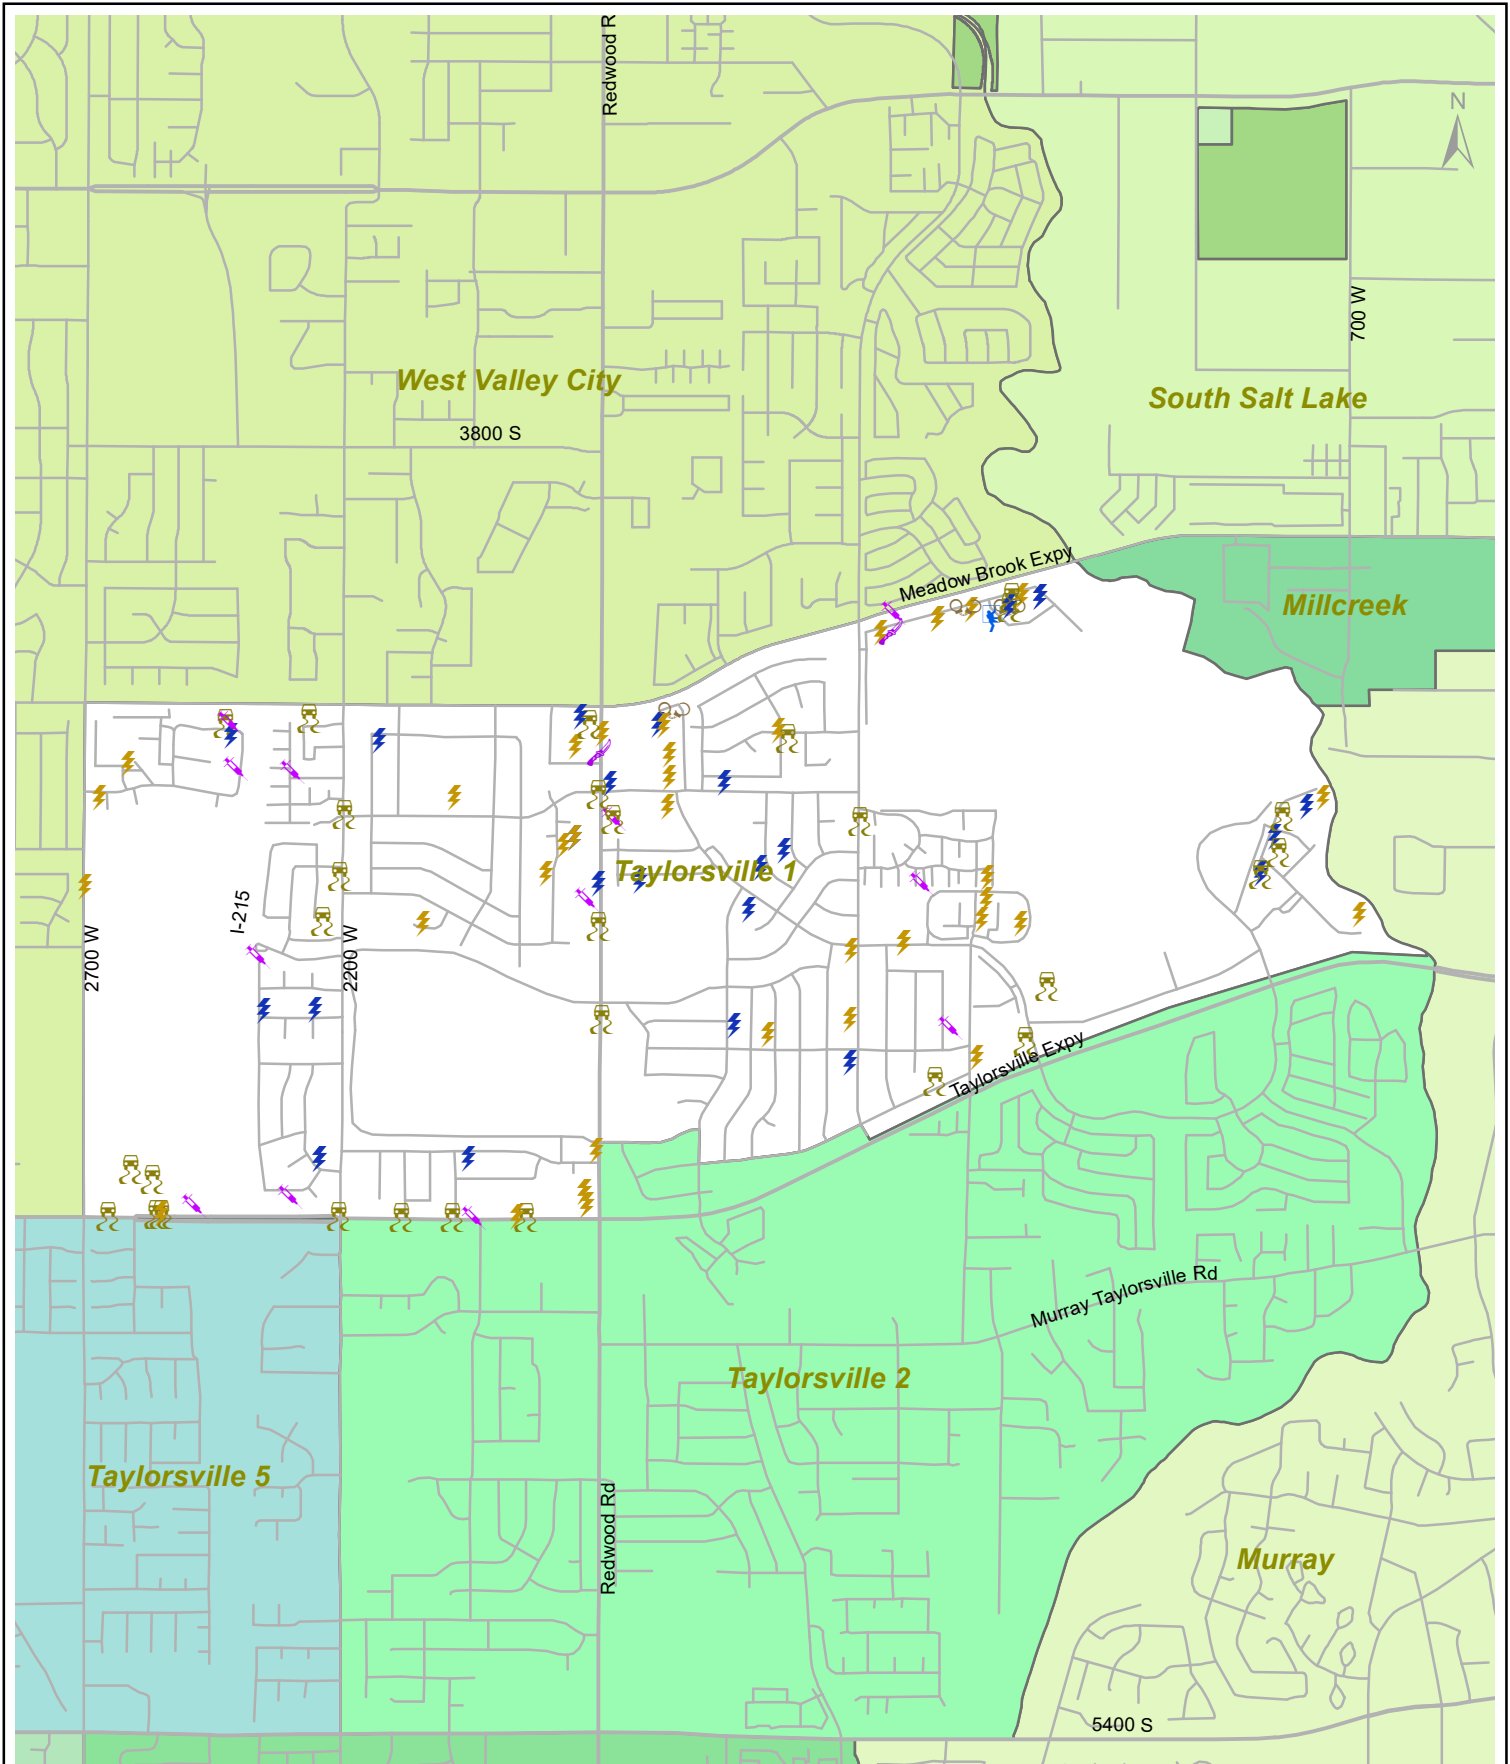 Redwood R
N
700 W
West Valley City
South Salt Lake
3800 S
Meadow Brook Expy
Millcreek
Taylorsville 1
I-215
2700 W
2200 W
Taylorsville Expy
Murray Taylorsville Rd
Taylorsville 2
Taylorsville 5
Redwood Rd
Murray
5400 S